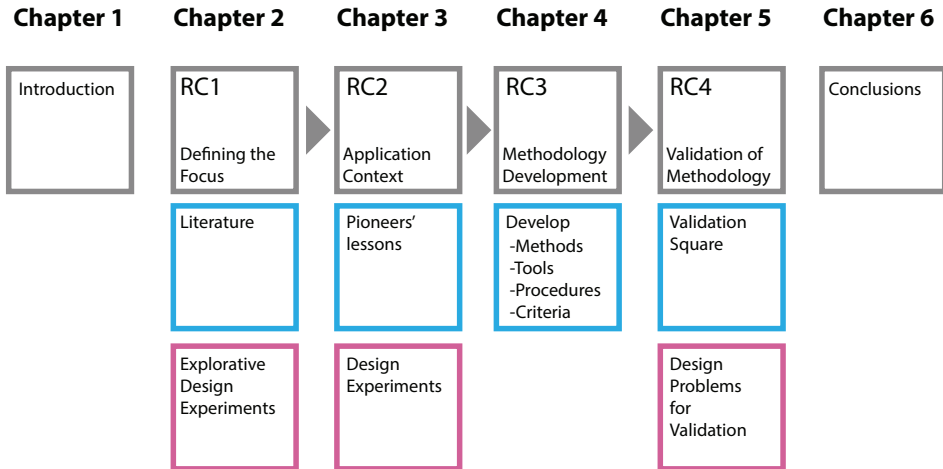 Chapter 1
Chapter 2
Chapter 3
Chapter 4
Chapter 5
Chapter 6
Introduction
RC1
Defining the
Focus
RC2
Application
Context
RC3
Methodology
Development
RC4
Validation of
Methodology
Conclusions
Literature
Pioneers’
lessons
Develop
-Methods
-Tools
-Procedures
-Criteria
Validation
Square
Explorative
Design
Experiments
Design
Experiments
Design
Problems
for
Validation